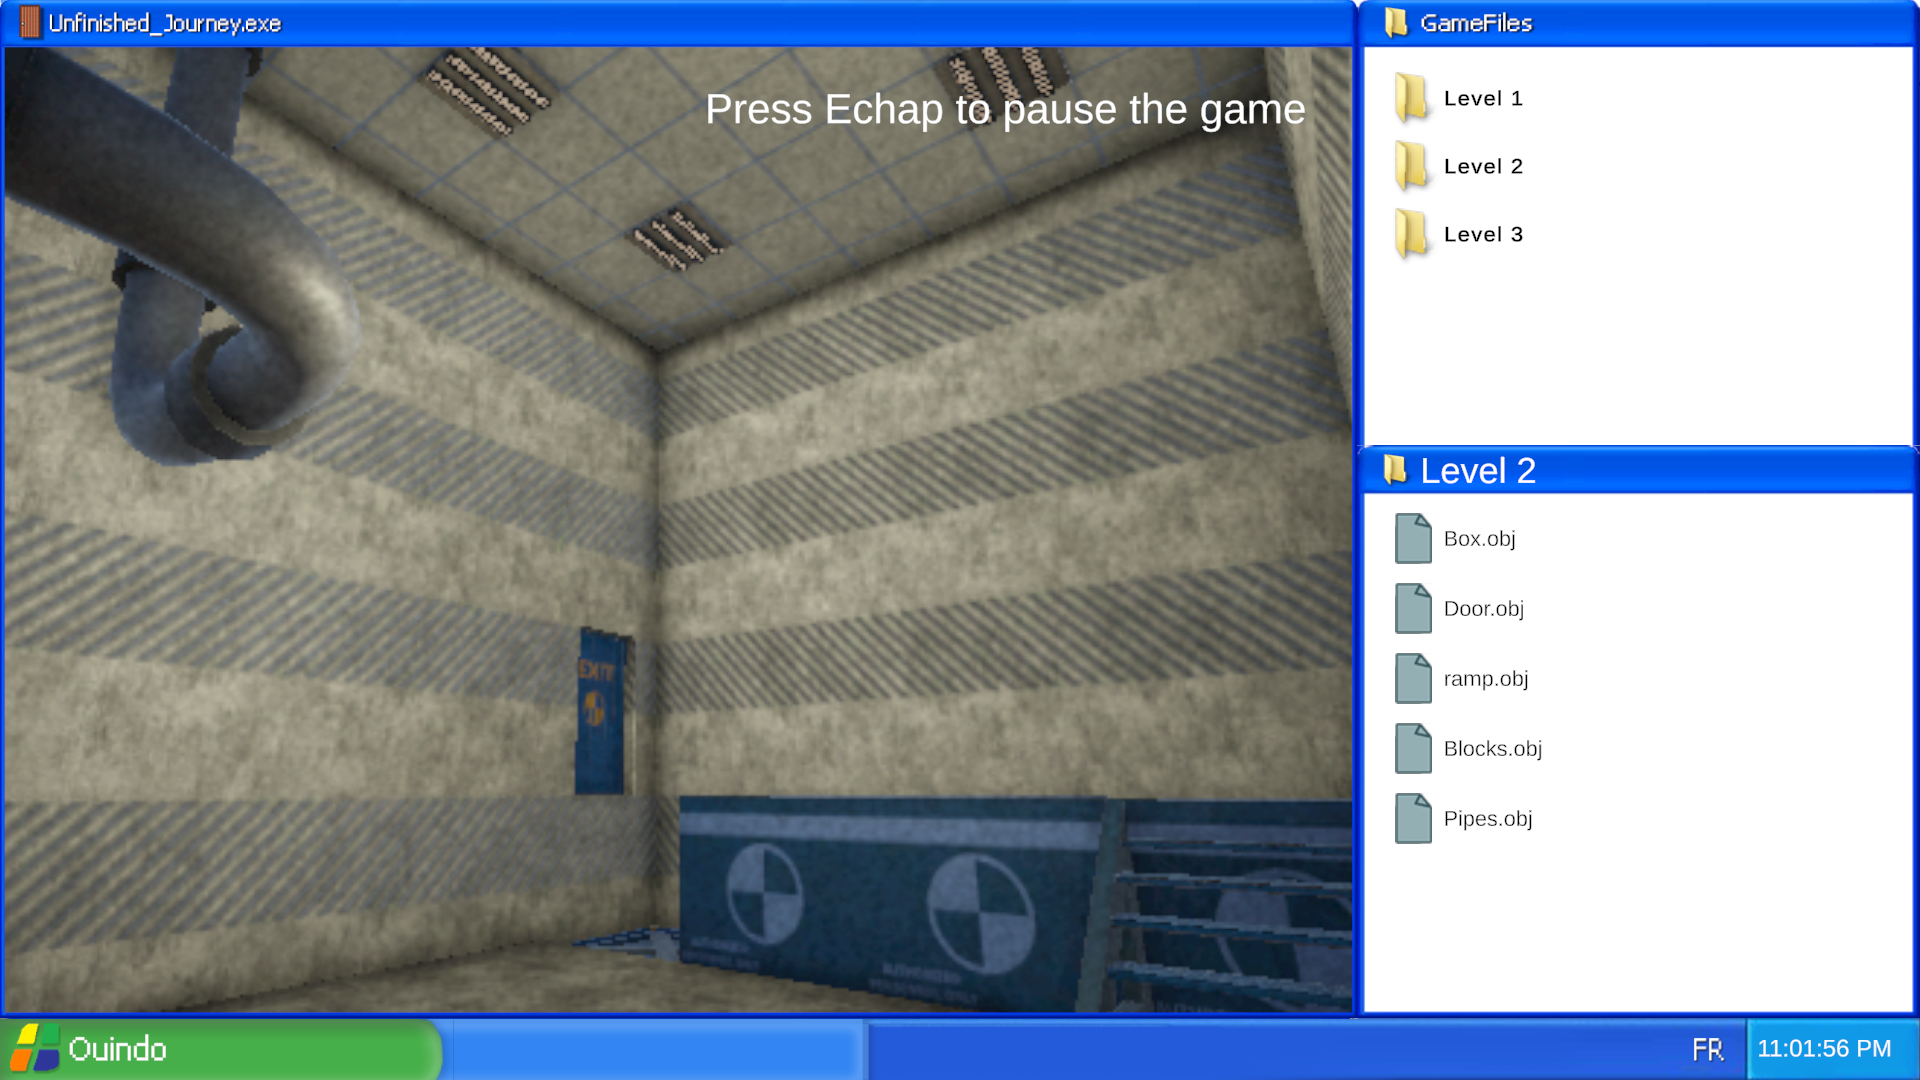 Unfinished_Journey.exe
Press Echap to pause the game
EXIT
GameFiles
Level 1
Level 2
Level 3
Level 2
Box.obj
Door.obj
ramp.obj
Blocks.obj
Pipes.obj
Ouindo
FR
11:01:56 PM